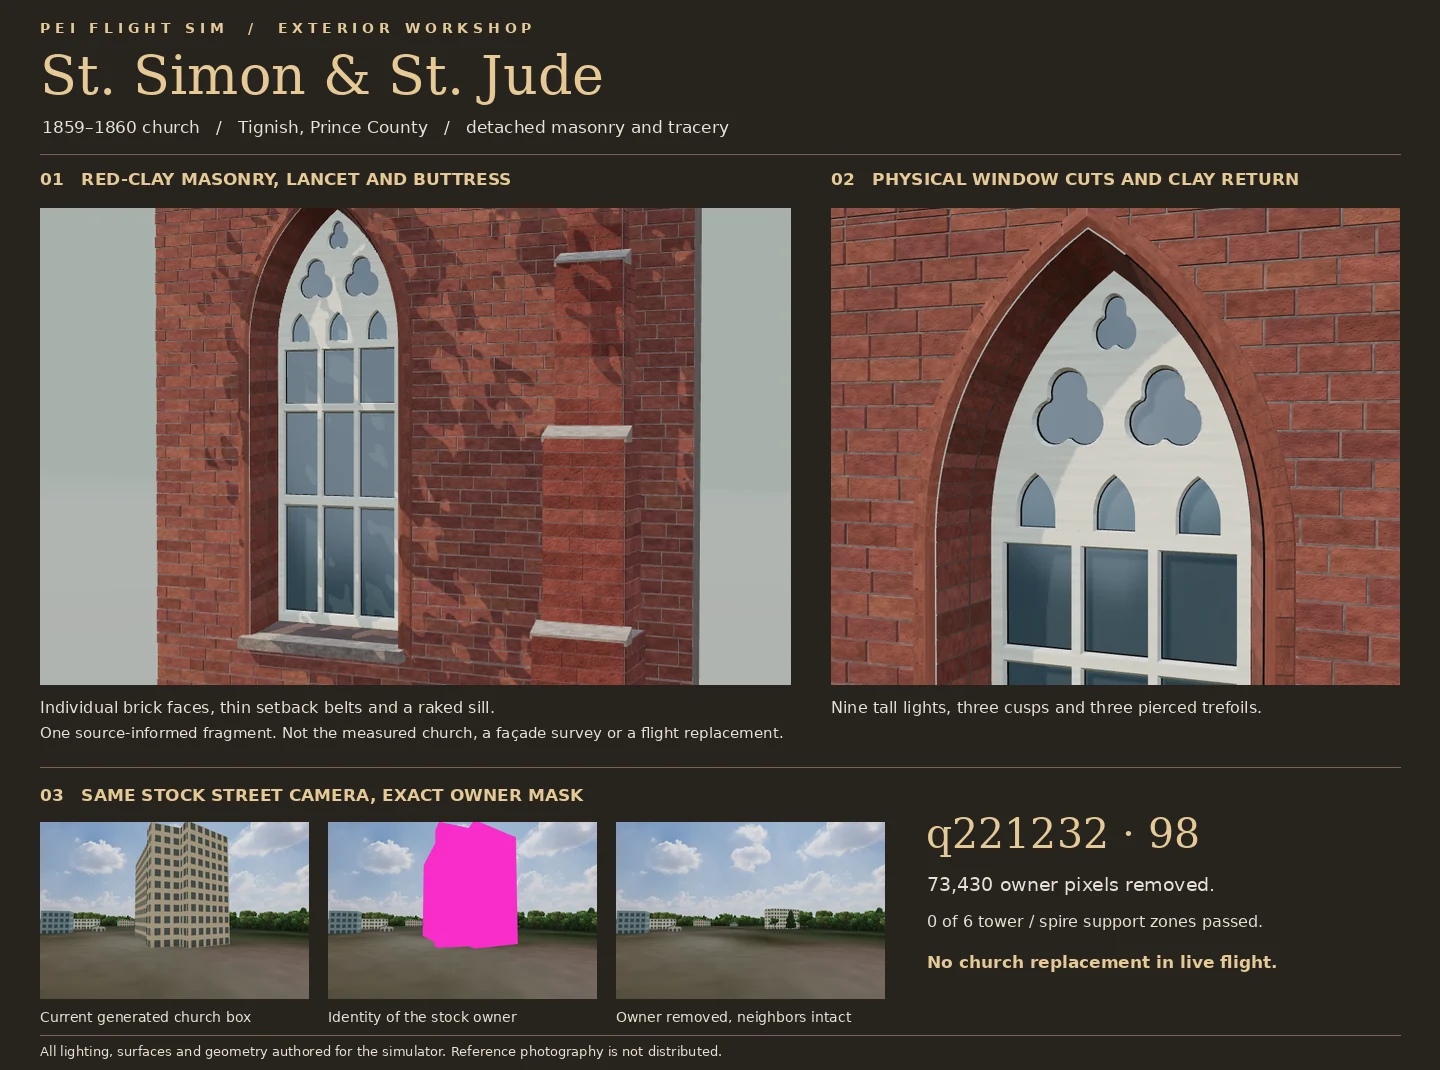 PEI FLIGHT SIM / EXTERIOR WORKSHOP
St. Simon & St. Jude
1859–1860 church / Tignish, Prince County / detached masonry and tracery
01 RED-CLAY MASONRY, LANCET AND BUTTRESS
02 PHYSICAL WINDOW CUTS AND CLAY RETURN
Individual brick faces, thin setback belts and a raked sill.
One source-informed fragment. Not the measured church, a façade survey or a flight replacement.
Nine tall lights, three cusps and three pierced trefoils.
03 SAME STOCK STREET CAMERA, EXACT OWNER MASK
Current generated church box
Identity of the stock owner
Owner removed, neighbors intact
q221232 · 98
73,430 owner pixels removed.
0 of 6 tower / spire support zones passed.
No church replacement in live flight.
All lighting, surfaces and geometry authored for the simulator. Reference photography is not distributed.